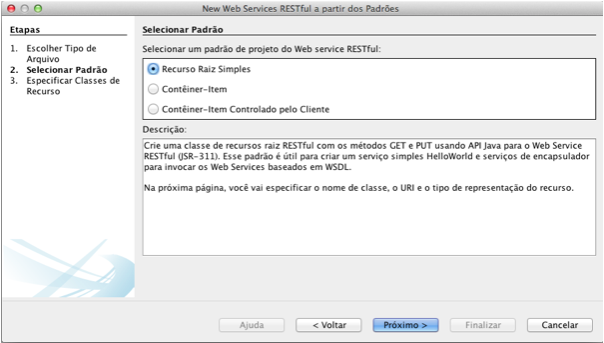 New Web Services RESTful a partir dos Padrões
Etapas
1. Escolher Tipo de
Arquivo
2. Selecionar Padrão
3. Especificar Classes de
Recurso
Selecionar Padrão
Selecionar um padrão de projeto do Web service RESTful:
Recurso Raiz Simples
Contêiner-Item
Contêiner-Item Controlado pelo Cliente
Descrição:
Crie uma classe de recursos raiz RESTful com os métodos GET e PUT usando API Java para o Web Service
RESTful (JSR-311). Esse padrão é útil para criar um serviço simples HelloWorld e serviços de encapsulador
para invocar os Web Services baseados em WSDL.
Na próxima página, você vai especificar o nome de classe, o URI e o tipo de representação do recurso.
Ajuda
< Voltar
Próximo >
Finalizar
Cancelar